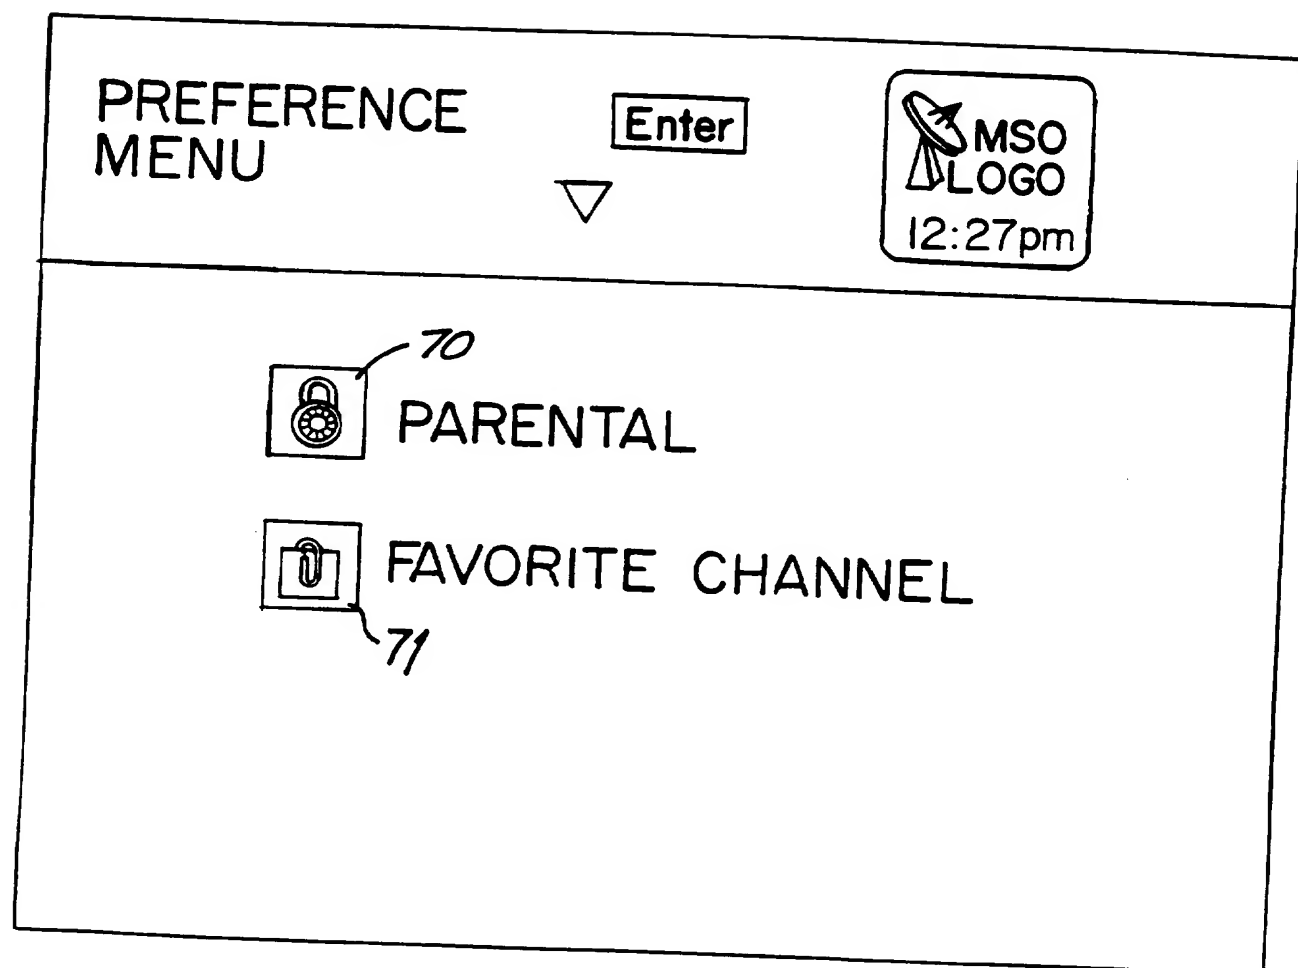 PREFERENCE
MENU
Enter
MSO
LOGO
12:27pm
70
PARENTAL
FAVORITE CHANNEL
71